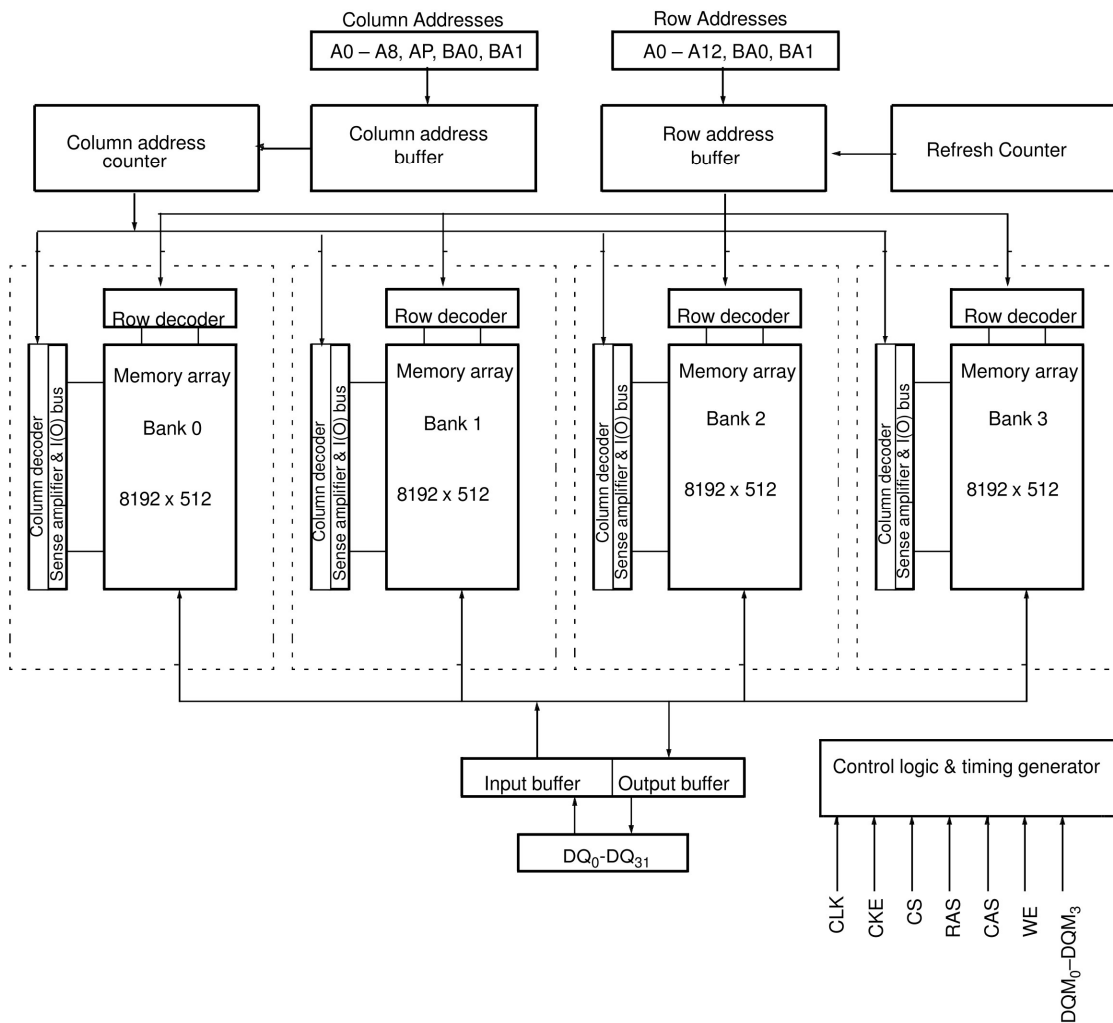 Column Addresses
Row Addresses
A0 – A8, AP, BA0, BA1
A0 – A12, BA0, BA1
Column address
counter
Column address
buffer
Row address
buffer
Refresh Counter
Row decoder
Row decoder
Row decoder
Row decoder
Column decoder
Sense amplifier & I(O) bus
Memory array
Bank 0
8192 x 512
Column decoder
Sense amplifier & I(O) bus
Memory array
Bank 1
8192 x 512
Column decoder
Sense amplifier & I(O) bus
Memory array
Bank 2
8192 x 512
Column decoder
Sense amplifier & I(O) bus
Memory array
Bank 3
8192 x 512
Input buffer
Output buffer
DQ0-DQ31
Control logic & timing generator
CLK
CKE
CS
RAS
CAS
WE
DQM0–DQM3